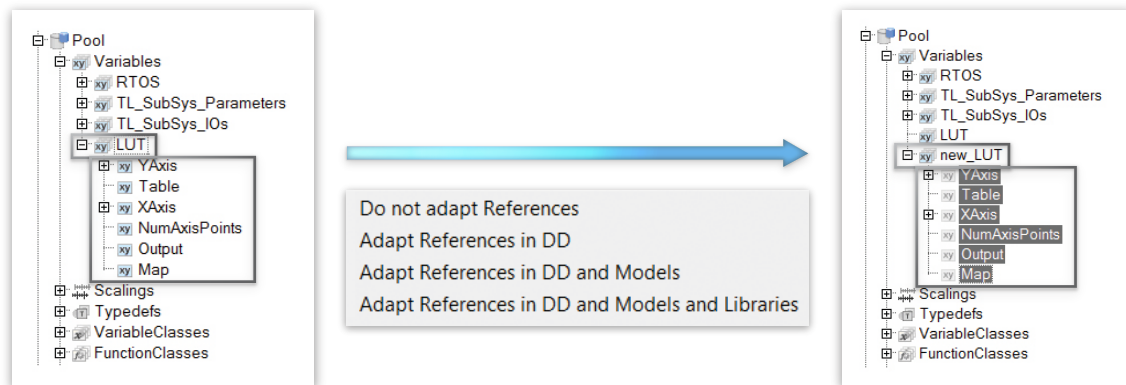 Pool
Variables
RTOS
TL_SubSys_Parameters
TL_SubSys_IOs
LUT
YAxis
Table
XAxis
NumAxisPoints
Output
Map
Scalings
Typedefs
VariableClasses
FunctionClasses
Do not adapt References
Adapt References in DD
Adapt References in DD and Models
Adapt References in DD and Models and Libraries
Pool
Variables
RTOS
TL_SubSys_Parameters
TL_SubSys_IOs
LUT
new_LUT
YAxis
Table
XAxis
NumAxisPoints
Output
Map
Scalings
Typedefs
VariableClasses
FunctionClasses